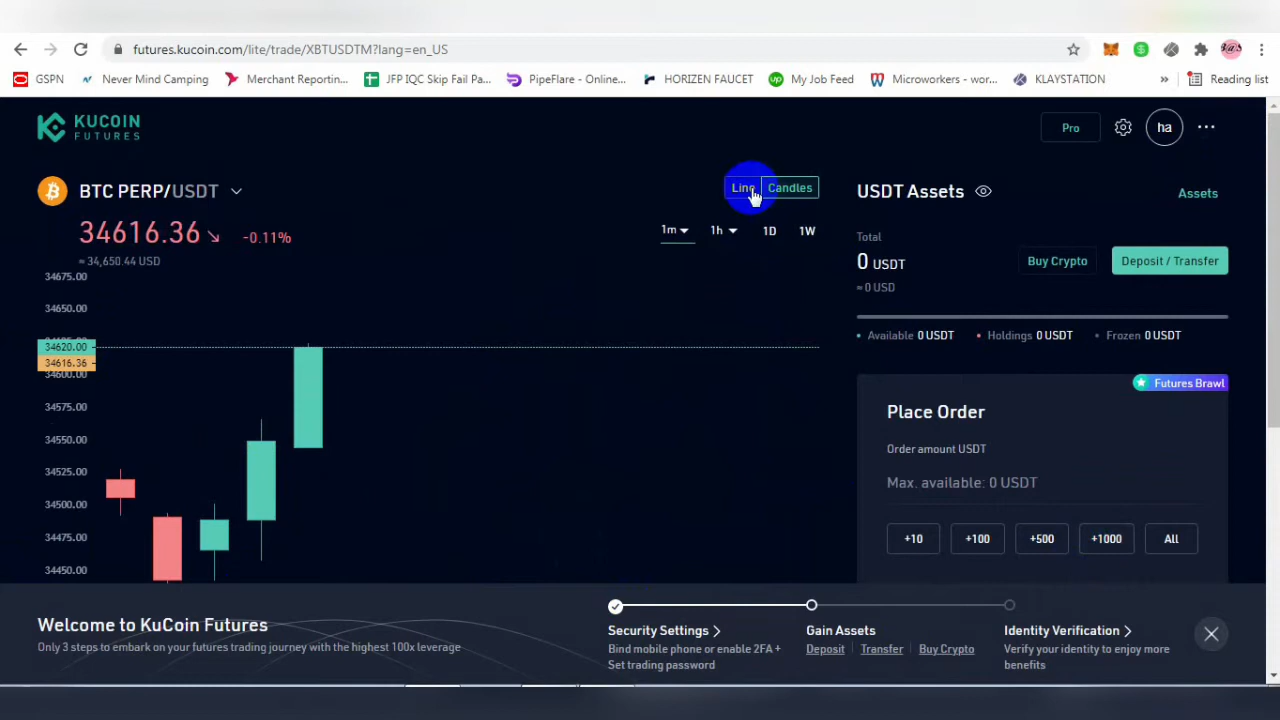 futures.kucoin.com/lite/trade/XBTUSDTM?lang=en_US
GSPN Never Mind Camping Merchant Reportin... JFP IQC Skip Fail Pa... PipeFlare - Online... HORIZEN FAUCET My Job Feed Microworkers - wor... KLAYSTATION » Reading list
KUCOIN
FUTURES
Pro
ha
BTC PERP/USDT
Line Candles
34616.36 -0.11%
≈ 34,650.44 USD
1m 1h 1D 1W
34675.00
34650.00
34620.00
34616.36
34600.00
34575.00
34550.00
34525.00
34500.00
34475.00
34450.00
USDT Assets
Assets
Total
0 USDT
≈ 0 USD
Buy Crypto
Deposit / Transfer
Available 0 USDT Holdings 0 USDT Frozen 0 USDT
Futures Brawl
Place Order
Order amount USDT
Max. available: 0 USDT
+10 +100 +500 +1000 All
Welcome to KuCoin Futures
Only 3 steps to embark on your futures trading journey with the highest 100x leverage
Security Settings
Bind mobile phone or enable 2FA +
Set trading password
Gain Assets
Deposit Transfer Buy Crypto
Identity Verification
Verify your identity to enjoy more
benefits